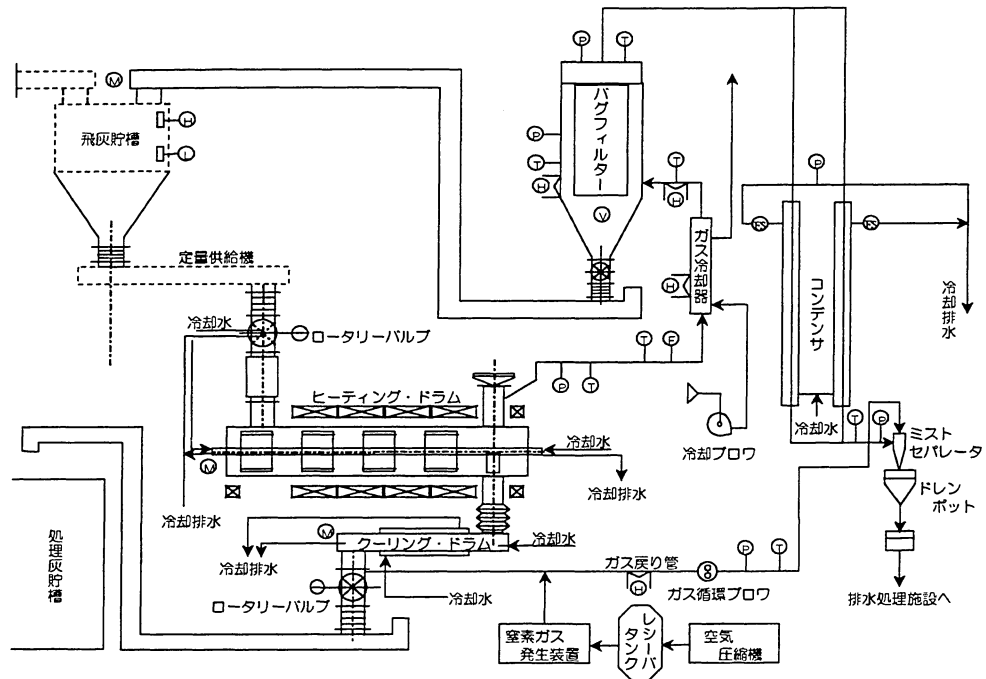 P
T
M
飛灰貯槽
H
L
バグフィルター
P
T
H
V
T
H
P
FS
FS
定量供給機
ガス冷却器
H
コンデンサ
冷却排水
冷却水
ロータリーバルブ
T
F
P
T
ヒーティング・ドラム
冷却ブロワ
冷却水
T
P
ミスト
セパレータ
冷却水
M
冷却排水
ドレン
ポット
冷却排水
処理灰貯槽
M
クーリング・ドラム
冷却水
冷却排水
ガス戻り管
P
T
H
ガス循環ブロワ
ロータリーバルブ
冷却水
排水処理施設へ
窒素ガス
発生装置
レシーバ
タンク
空気
圧縮機